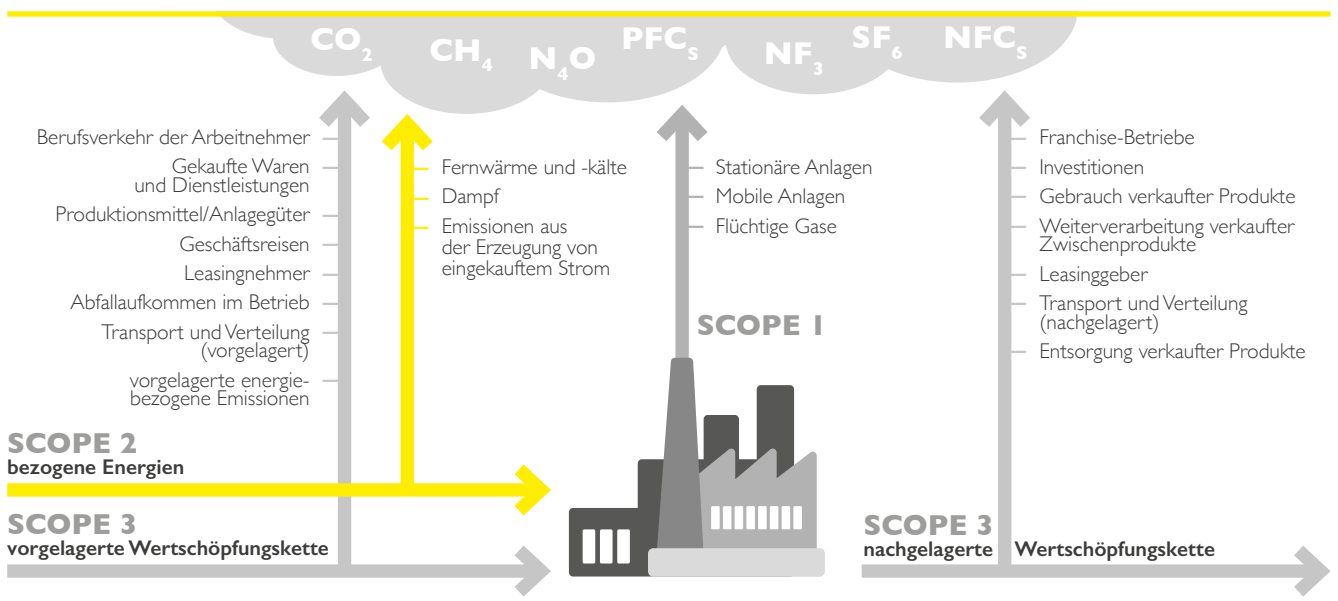 CO₂
CH₄
N₄O
PFCₛ
NF₃
SF₆
NFCₛ
Berufsverkehr der Arbeitnehmer
Gekaufte Waren
und Dienstleistungen
Produktionsmittel/Anlagegüter
Geschäftsreisen
Leasingnehmer
Abfallaufkommen im Betrieb
Transport und Verteilung
(vorgelagert)
vorgelagerte energie-
bezogene Emissionen
Fernwärme und -kälte
Dampf
Emissionen aus
der Erzeugung von
eingekauftem Strom
Stationäre Anlagen
Mobile Anlagen
Flüchtige Gase
SCOPE 1
Franchise-Betriebe
Investitionen
Gebrauch verkaufter Produkte
Weiterverarbeitung verkaufter
Zwischenprodukte
Leasinggeber
Transport und Verteilung
(nachgelagert)
Entsorgung verkaufter Produkte
SCOPE 2
bezogene Energien
SCOPE 3
vorgelagerte Wertschöpfungskette
SCOPE 3
nachgelagerte Wertschöpfungskette